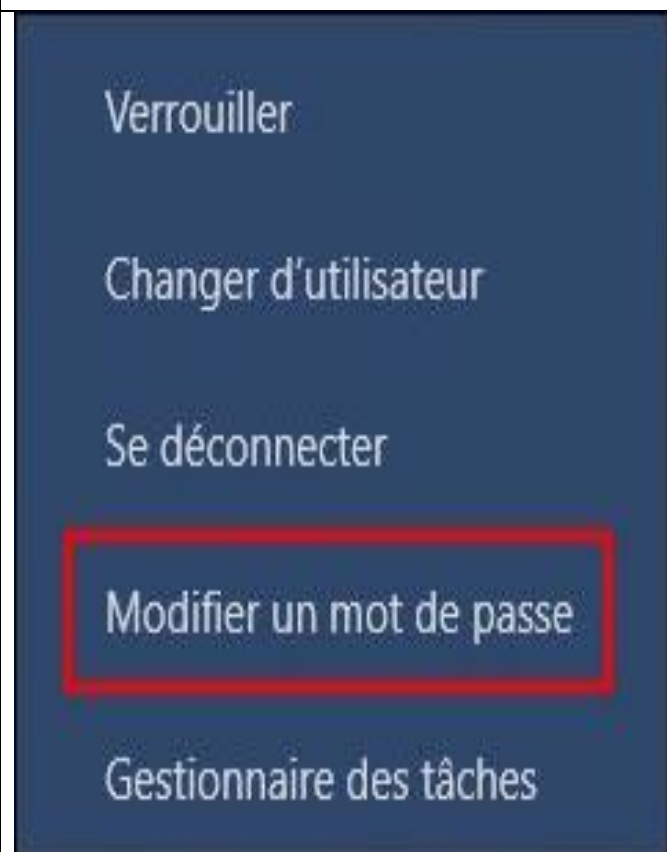 Verrouiller
Changer d'utilisateur
Se déconnecter
Modifier un mot de passe
Gestionnaire des tâches